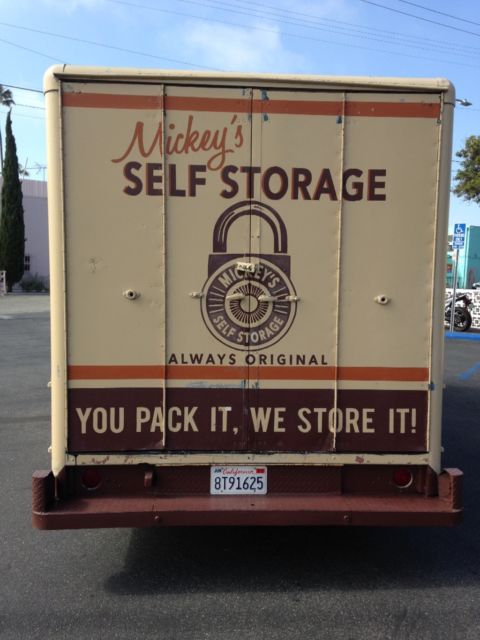 Mickey's
SELF STORAGE
MICKEY'S
SELF STORAGE
ALWAYS ORIGINAL
YOU PACK IT, WE STORE IT!
California
8T91625